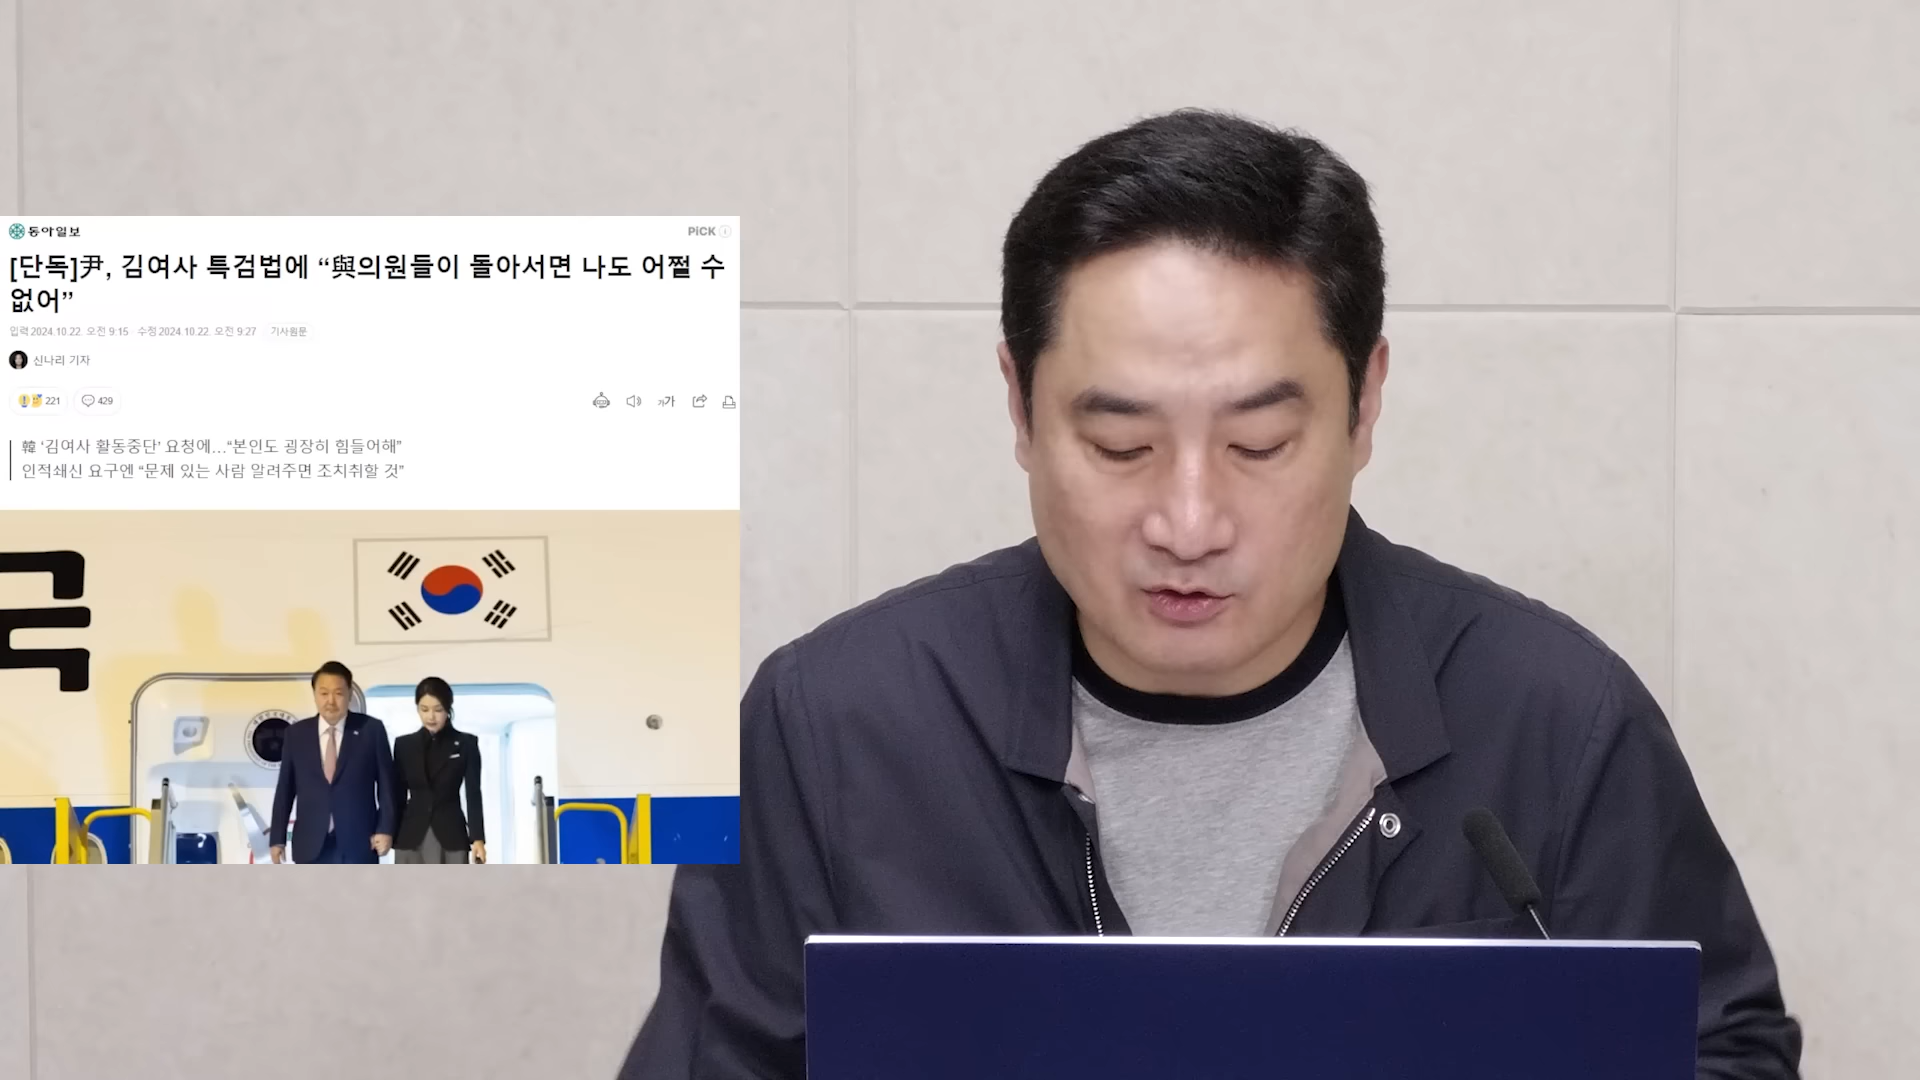 동아일보
PiCK
[단독]尹, 김여사 특검법에 “與의원들이 돌아서면 나도 어쩔 수
없어”
입력 2024.10.22. 오전 9:15 · 수정 2024.10.22. 오전 9:27 기사원문
신나리 기자
221
429
가가
韓 ‘김여사 활동중단’ 요청에…“본인도 굉장히 힘들어해”
인적쇄신 요구엔 “문제 있는 사람 알려주면 조치취할 것”
국